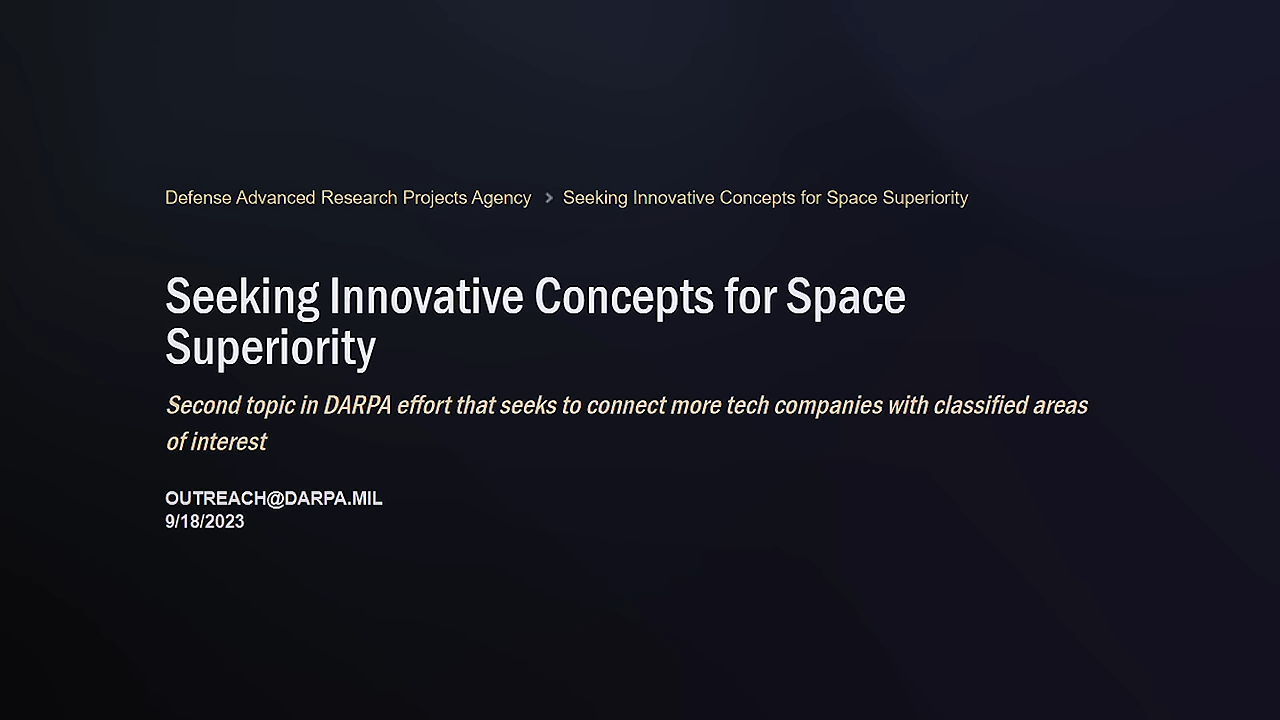 Defense Advanced Research Projects Agency > Seeking Innovative Concepts for Space Superiority
Seeking Innovative Concepts for Space
Superiority
Second topic in DARPA effort that seeks to connect more tech companies with classified areas
of interest
OUTREACH@DARPA.MIL
9/18/2023